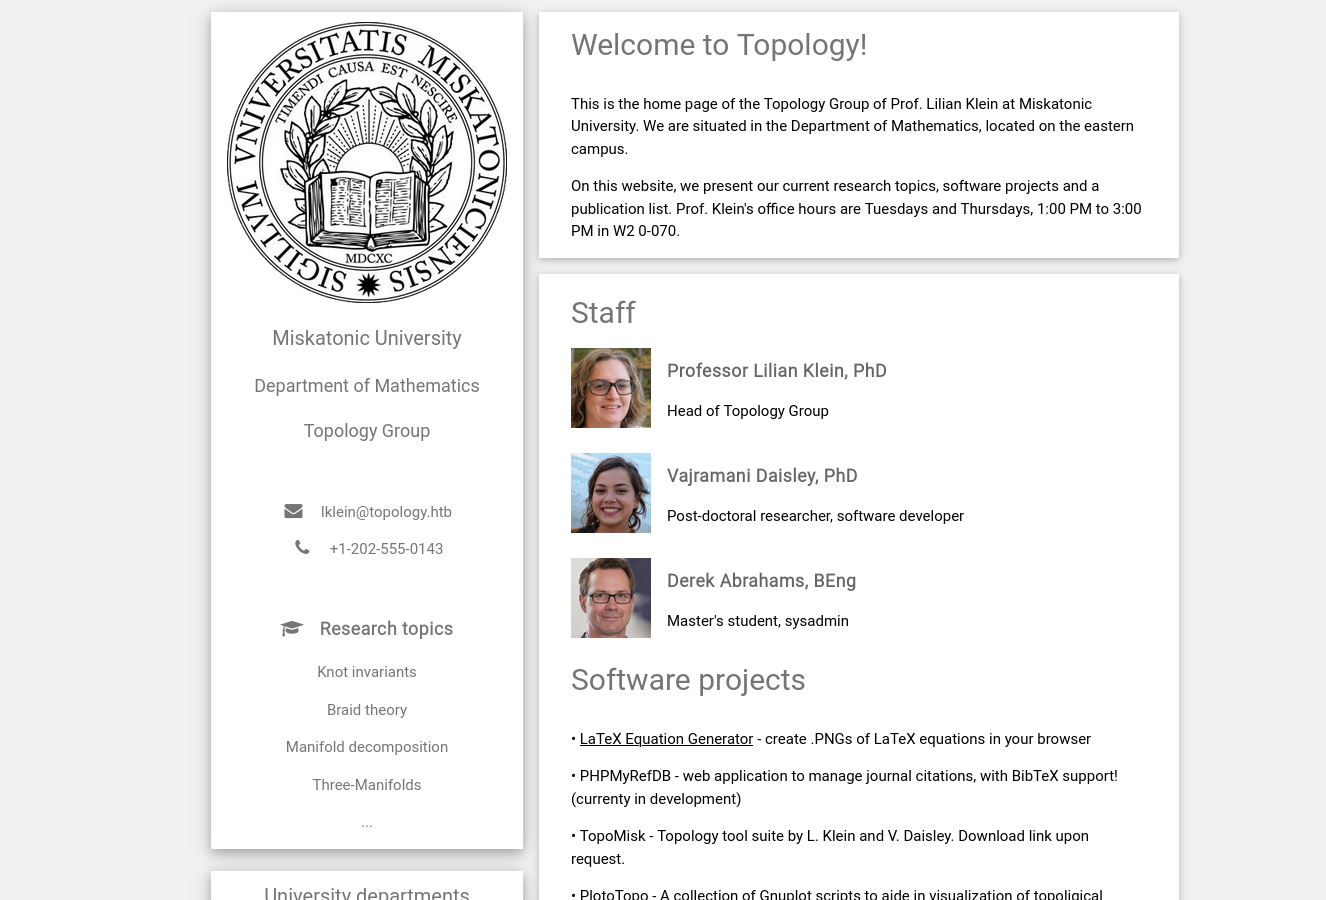 SIGILLVM VNIVERSITATIS MISKATONICIENSIS
TIMENDI CAUSA EST NESCIRE
MDCXC
Miskatonic University
Department of Mathematics
Topology Group
lklein@topology.htb
+1-202-555-0143
Research topics
Knot invariants
Braid theory
Manifold decomposition
Three-Manifolds
...
University departments
Welcome to Topology!
This is the home page of the Topology Group of Prof. Lilian Klein at Miskatonic
University. We are situated in the Department of Mathematics, located on the eastern
campus.
On this website, we present our current research topics, software projects and a
publication list. Prof. Klein's office hours are Tuesdays and Thursdays, 1:00 PM to 3:00
PM in W2 0-070.
Staff
Professor Lilian Klein, PhD
Head of Topology Group
Vajramani Daisley, PhD
Post-doctoral researcher, software developer
Derek Abrahams, BEng
Master's student, sysadmin
Software projects
• LaTeX Equation Generator - create .PNGs of LaTeX equations in your browser
• PHPMyRefDB - web application to manage journal citations, with BibTeX support!
(currenty in development)
• TopoMisk - Topology tool suite by L. Klein and V. Daisley. Download link upon
request.
• PlotoTopo - A collection of Gnuplot scripts to aide in visualization of topoligical